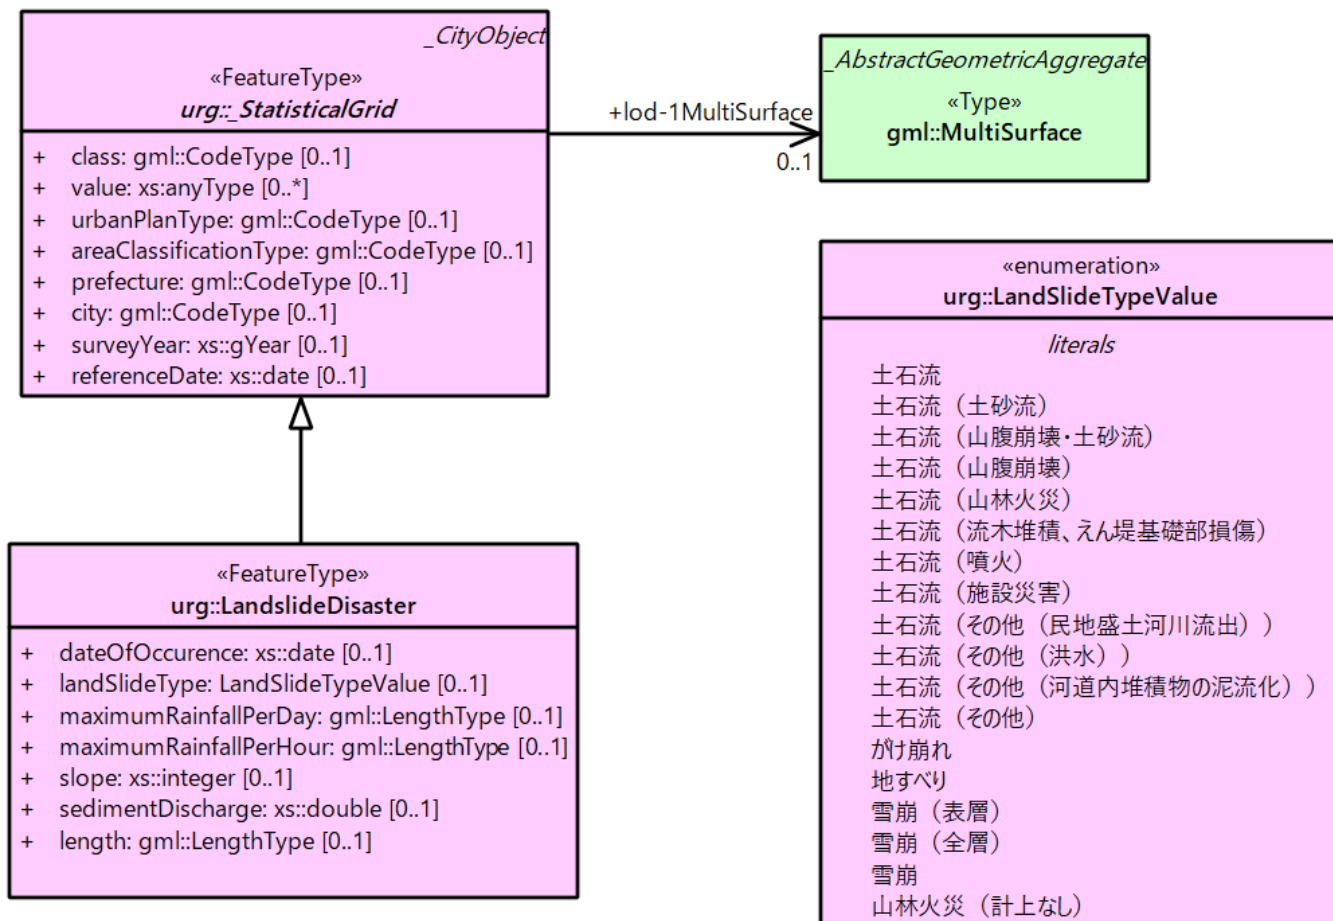 _CityObject
«FeatureType»
urg::_StatisticalGrid
+ class: gml::CodeType [0..1]
+ value: xs:anyType [0..*]
+ urbanPlanType: gml::CodeType [0..1]
+ areaClassificationType: gml::CodeType [0..1]
+ prefecture: gml::CodeType [0..1]
+ city: gml::CodeType [0..1]
+ surveyYear: xs::gYear [0..1]
+ referenceDate: xs::date [0..1]
+lod-1MultiSurface
0..1
_AbstractGeometricAggregate
«Type»
gml::MultiSurface
«FeatureType»
urg::LandslideDisaster
+ dateOfOccurence: xs::date [0..1]
+ landSlideType: LandSlideTypeValue [0..1]
+ maximumRainfallPerDay: gml::LengthType [0..1]
+ maximumRainfallPerHour: gml::LengthType [0..1]
+ slope: xs::integer [0..1]
+ sedimentDischarge: xs::double [0..1]
+ length: gml::LengthType [0..1]
«enumeration»
urg::LandSlideTypeValue
literals
土石流
土石流（土砂流）
土石流（山腹崩壊・土砂流）
土石流（山腹崩壊）
土石流（山林火災）
土石流（流木堆積、えん堤基礎部損傷）
土石流（噴火）
土石流（施設災害）
土石流（その他（民地盛土河川流出））
土石流（その他（洪水））
土石流（その他（河道内堆積物の泥流化））
土石流（その他）
がけ崩れ
地すべり
雪崩（表層）
雪崩（全層）
雪崩
山林火災（計上なし）